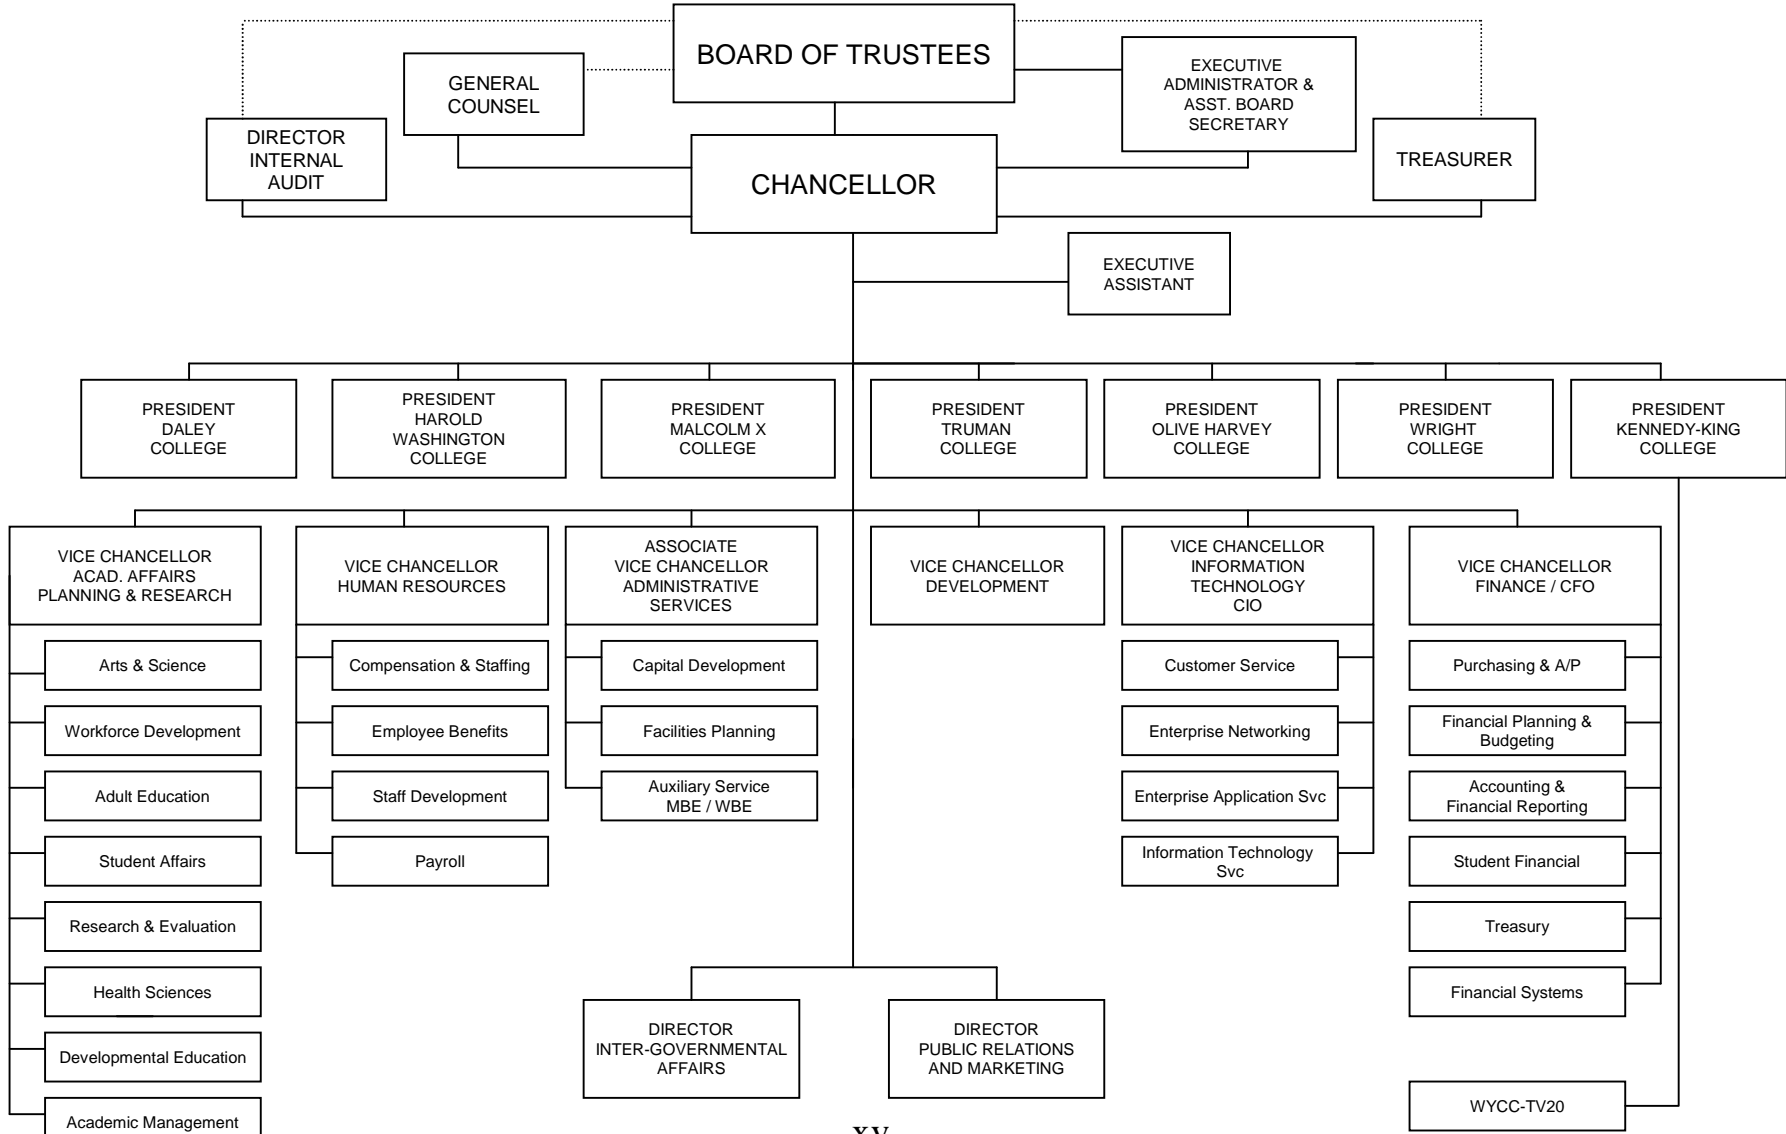 BOARD OF TRUSTEES
GENERAL
COUNSEL
EXECUTIVE
ADMINISTRATOR &
ASST. BOARD
SECRETARY
DIRECTOR
INTERNAL
AUDIT
TREASURER
CHANCELLOR
EXECUTIVE
ASSISTANT
PRESIDENT
DALEY
COLLEGE
PRESIDENT
HAROLD
WASHINGTON
COLLEGE
PRESIDENT
MALCOLM X
COLLEGE
PRESIDENT
TRUMAN
COLLEGE
PRESIDENT
OLIVE HARVEY
COLLEGE
PRESIDENT
WRIGHT
COLLEGE
PRESIDENT
KENNEDY-KING
COLLEGE
VICE CHANCELLOR
ACAD. AFFAIRS
PLANNING & RESEARCH
VICE CHANCELLOR
HUMAN RESOURCES
ASSOCIATE
VICE CHANCELLOR
ADMINISTRATIVE
SERVICES
VICE CHANCELLOR
DEVELOPMENT
VICE CHANCELLOR
INFORMATION
TECHNOLOGY
CIO
VICE CHANCELLOR
FINANCE / CFO
Arts & Science
Workforce Development
Adult Education
Student Affairs
Research & Evaluation
Health Sciences
Developmental Education
Academic Management
Compensation & Staffing
Employee Benefits
Staff Development
Payroll
Capital Development
Facilities Planning
Auxiliary Service
MBE / WBE
Customer Service
Enterprise Networking
Enterprise Application Svc
Information Technology
Svc
Purchasing & A/P
Financial Planning &
Budgeting
Accounting &
Financial Reporting
Student Financial
Treasury
Financial Systems
DIRECTOR
INTER-GOVERNMENTAL
AFFAIRS
DIRECTOR
PUBLIC RELATIONS
AND MARKETING
WYCC-TV20
xv